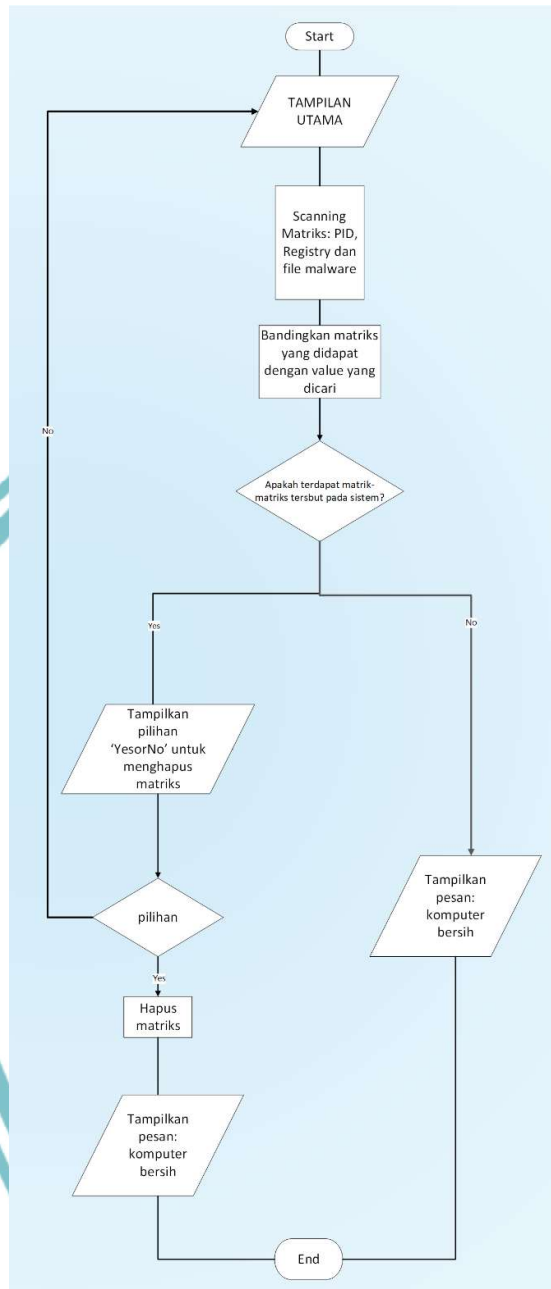 Start
TAMPILAN
UTAMA
Scanning
Matriks: PID,
Registry dan
file malware
Bandingkan matriks
yang didapat
dengan value yang
dicari
No
Apakah terdapat matrik-
matriks tersbut pada sistem?
Yes
No
Tampilkan
pilihan
‘YesorNo’ untuk
menghapus
matriks
Tampilkan
pesan:
komputer
bersih
pilihan
Yes
Hapus
matriks
Tampilkan
pesan:
komputer
bersih
End